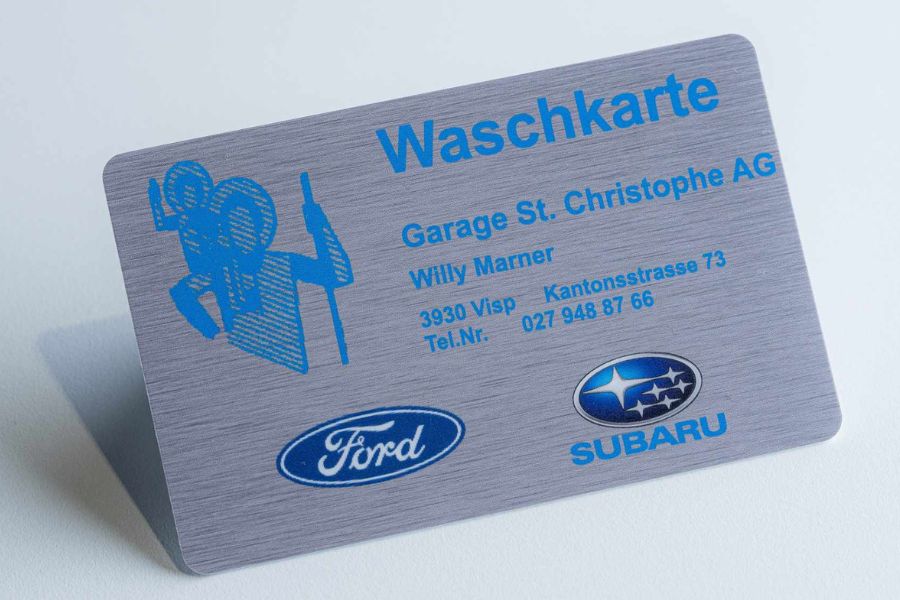 Waschkarte
Garage St. Christophe AG
Willy Marner
3930 Visp Kantonsstrasse 73
Tel.Nr. 027 948 87 66
Ford
SUBARU